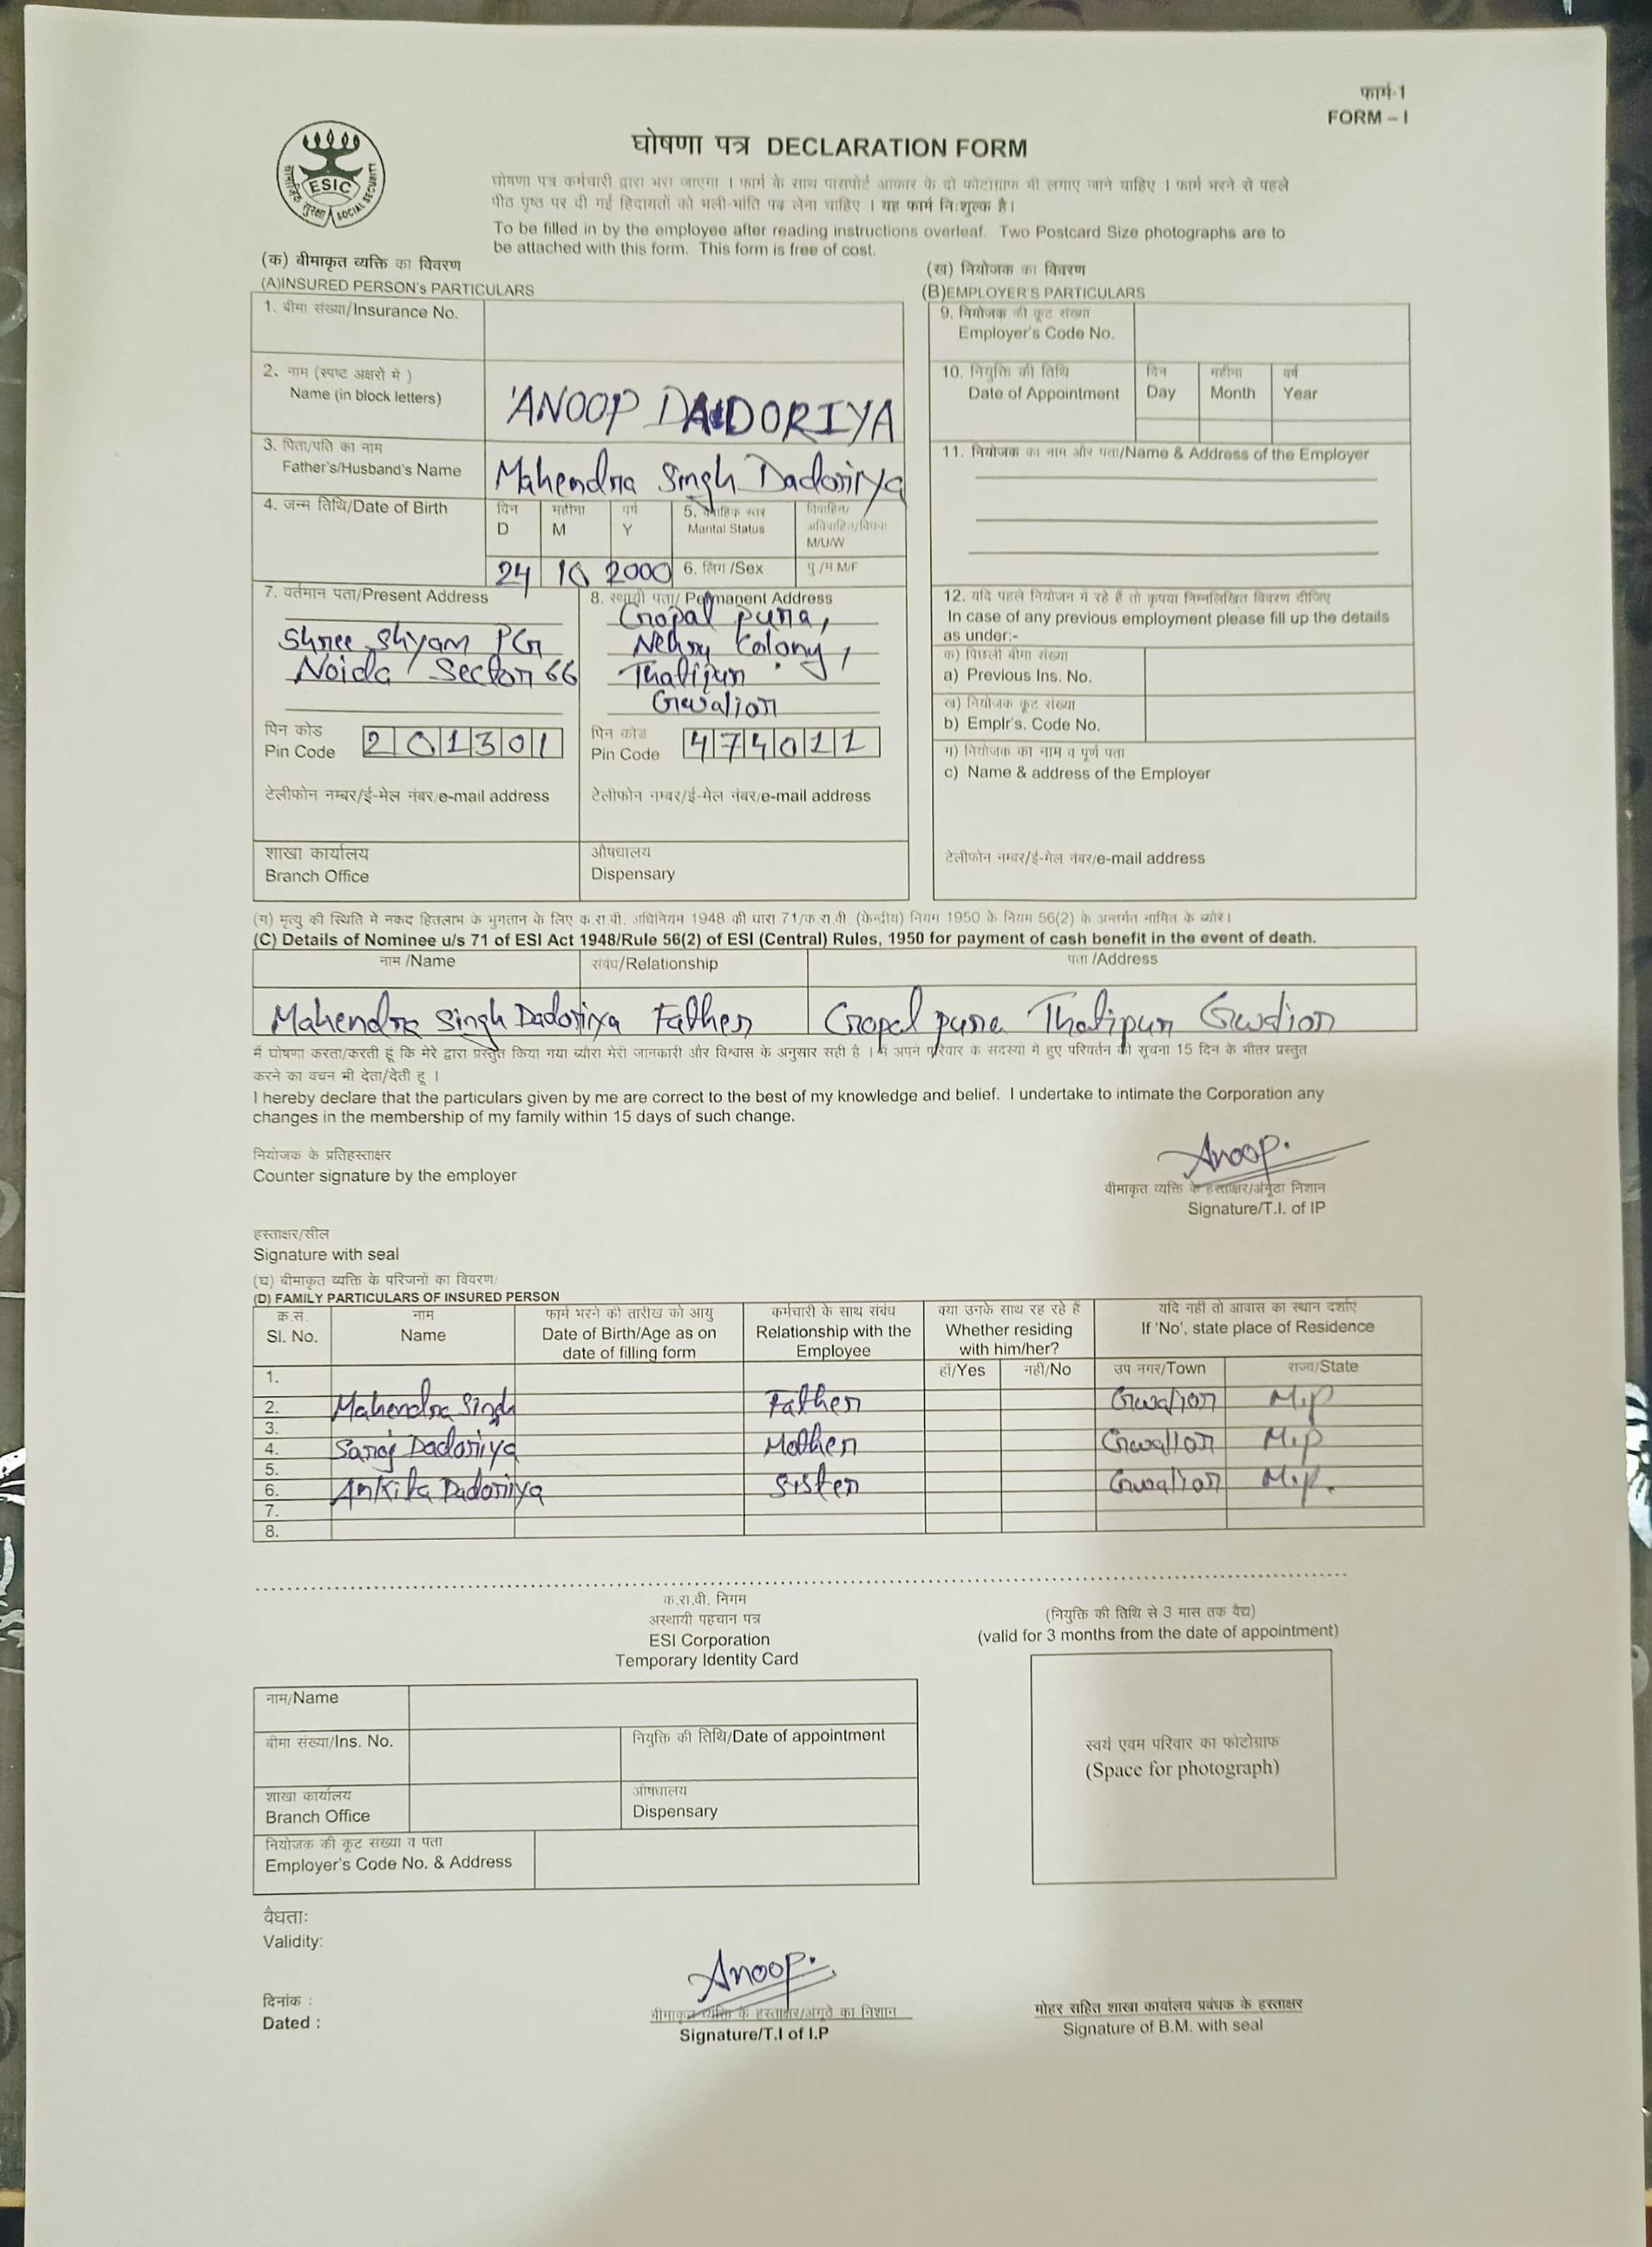 फार्म-1
FORM – I
ESIC
सामाजिक सुरक्षा SOCIAL SECURITY
घोषणा पत्र DECLARATION FORM
घोषणा पत्र कर्मचारी द्वारा भरा जाएगा । फार्म के साथ पासपोर्ट आकार के दो फोटोग्राफ भी लगाए जाने चाहिए । फार्म भरने से पहले
पीठ पृष्ठ पर दी गई हिदायतों को भली-भांति पढ़ लेना चाहिए । यह फार्म निःशुल्क है।
To be filled in by the employee after reading instructions overleaf. Two Postcard Size photographs are to
be attached with this form. This form is free of cost.
(क) बीमाकृत व्यक्ति का विवरण
(A)INSURED PERSON's PARTICULARS
1. बीमा संख्या/Insurance No.
2. नाम (स्पष्ट अक्षरों मे )
Name (in block letters)
ANOOP DADORIYA
3. पिता/पति का नाम
Father's/Husband's Name
Mahendra Singh Dadoriya
4. जन्म तिथि/Date of Birth
दिन महीना वर्ष
D M Y
24 10 2000
5. वैवाहिक स्तर
Marital Status
विवाहित/
अविवाहित/विधवा
M/U/W
6. लिंग /Sex
पु./म M/F
7. वर्तमान पता/Present Address
Shree Shyam PG
Noida Sector 66
पिन कोड
Pin Code 201301
टेलीफोन नम्बर/ई-मेल नंबर/e-mail address
शाखा कार्यालय
Branch Office
8. स्थायी पता/ Permanent Address
Gopal pura,
Nehru Colony,
Thatipur
Gwalior
पिन कोड
Pin Code 474011
टेलीफोन नम्बर/ई-मेल नंबर/e-mail address
औषधालय
Dispensary
(ख) नियोजक का विवरण
(B)EMPLOYER'S PARTICULARS
9. नियोजक की कूट संख्या
Employer's Code No.
10. नियुक्ति की तिथि
Date of Appointment
दिन महीना वर्ष
Day Month Year
11. नियोजक का नाम और पता/Name & Address of the Employer
12. यदि पहले नियोजन में रहे हैं तो कृपया निम्नलिखित विवरण दीजिए
In case of any previous employment please fill up the details
as under:-
क) पिछली बीमा संख्या
a) Previous Ins. No.
ख) नियोजक कूट संख्या
b) Emplr's. Code No.
ग) नियोजक का नाम व पूर्ण पता
c) Name & address of the Employer
टेलीफोन नम्बर/ई-मेल नंबर/e-mail address
(ग) मृत्यु की स्थिति मे नकद हितलाभ के भुगतान के लिए क.रा.बी. अधिनियम 1948 की धारा 71/क.रा.बी. (केन्द्रीय) नियम 1950 के नियम 56(2) के अन्तर्गत नामित के ब्योरे।
(C) Details of Nominee u/s 71 of ESI Act 1948/Rule 56(2) of ESI (Central) Rules, 1950 for payment of cash benefit in the event of death.
नाम /Name संबंध/Relationship पता /Address
Mahendra Singh Dadoriya Father Gopal pura Thatipur Gwalior
मैं घोषणा करता/करती हूं कि मेरे द्वारा प्रस्तुत किया गया ब्यौरा मेरी जानकारी और विश्वास के अनुसार सही है । मैं अपने परिवार के सदस्यों मे हुए परिवर्तन की सूचना 15 दिन के भीतर प्रस्तुत
करने का वचन भी देता/देती हू ।
I hereby declare that the particulars given by me are correct to the best of my knowledge and belief. I undertake to intimate the Corporation any
changes in the membership of my family within 15 days of such change.
नियोजक के प्रतिहस्ताक्षर
Counter signature by the employer
Anoop.
बीमाकृत व्यक्ति के हस्ताक्षर/अंगूठा निशान
Signature/T.I. of IP
हस्ताक्षर/सील
Signature with seal
(घ) बीमाकृत व्यक्ति के परिजनों का विवरण
(D) FAMILY PARTICULARS OF INSURED PERSON
क्र.सं. नाम फार्म भरने की तारीख को आयु कर्मचारी के साथ संबंध क्या उनके साथ रह रहे हैं यदि नहीं तो आवास का स्थान दर्शाए
Sl. No. Name Date of Birth/Age as on Relationship with the Whether residing If 'No', state place of Residence
date of filling form Employee with him/her?
हाँ/Yes नहीं/No उप नगर/Town राज्य/State
1.
2. Mahendra Singh Father Gwalior M.P
3.
4. Saroj Dadoriya Mother Gwalior M.P
5.
6. Ankita Dadoriya Sister Gwalior M.P.
7.
8.
क.रा.बी. निगम
अस्थायी पहचान पत्र
ESI Corporation
Temporary Identity Card
(नियुक्ति की तिथि से 3 मास तक वैद्य)
(valid for 3 months from the date of appointment)
नाम/Name
बीमा संख्या/Ins. No.
नियुक्ति की तिथि/Date of appointment
शाखा कार्यालय
Branch Office
औषधालय
Dispensary
नियोजक की कूट संख्या व पता
Employer's Code No. & Address
स्वयं एवम परिवार का फोटोग्राफ
(Space for photograph)
वैधता:
Validity:
दिनांक :
Dated :
Anoop.
बीमाकृत व्यक्ति के हस्ताक्षर/अंगूठे का निशान
Signature/T.I of I.P
मोहर सहित शाखा कार्यालय प्रबंधक के हस्ताक्षर
Signature of B.M. with seal